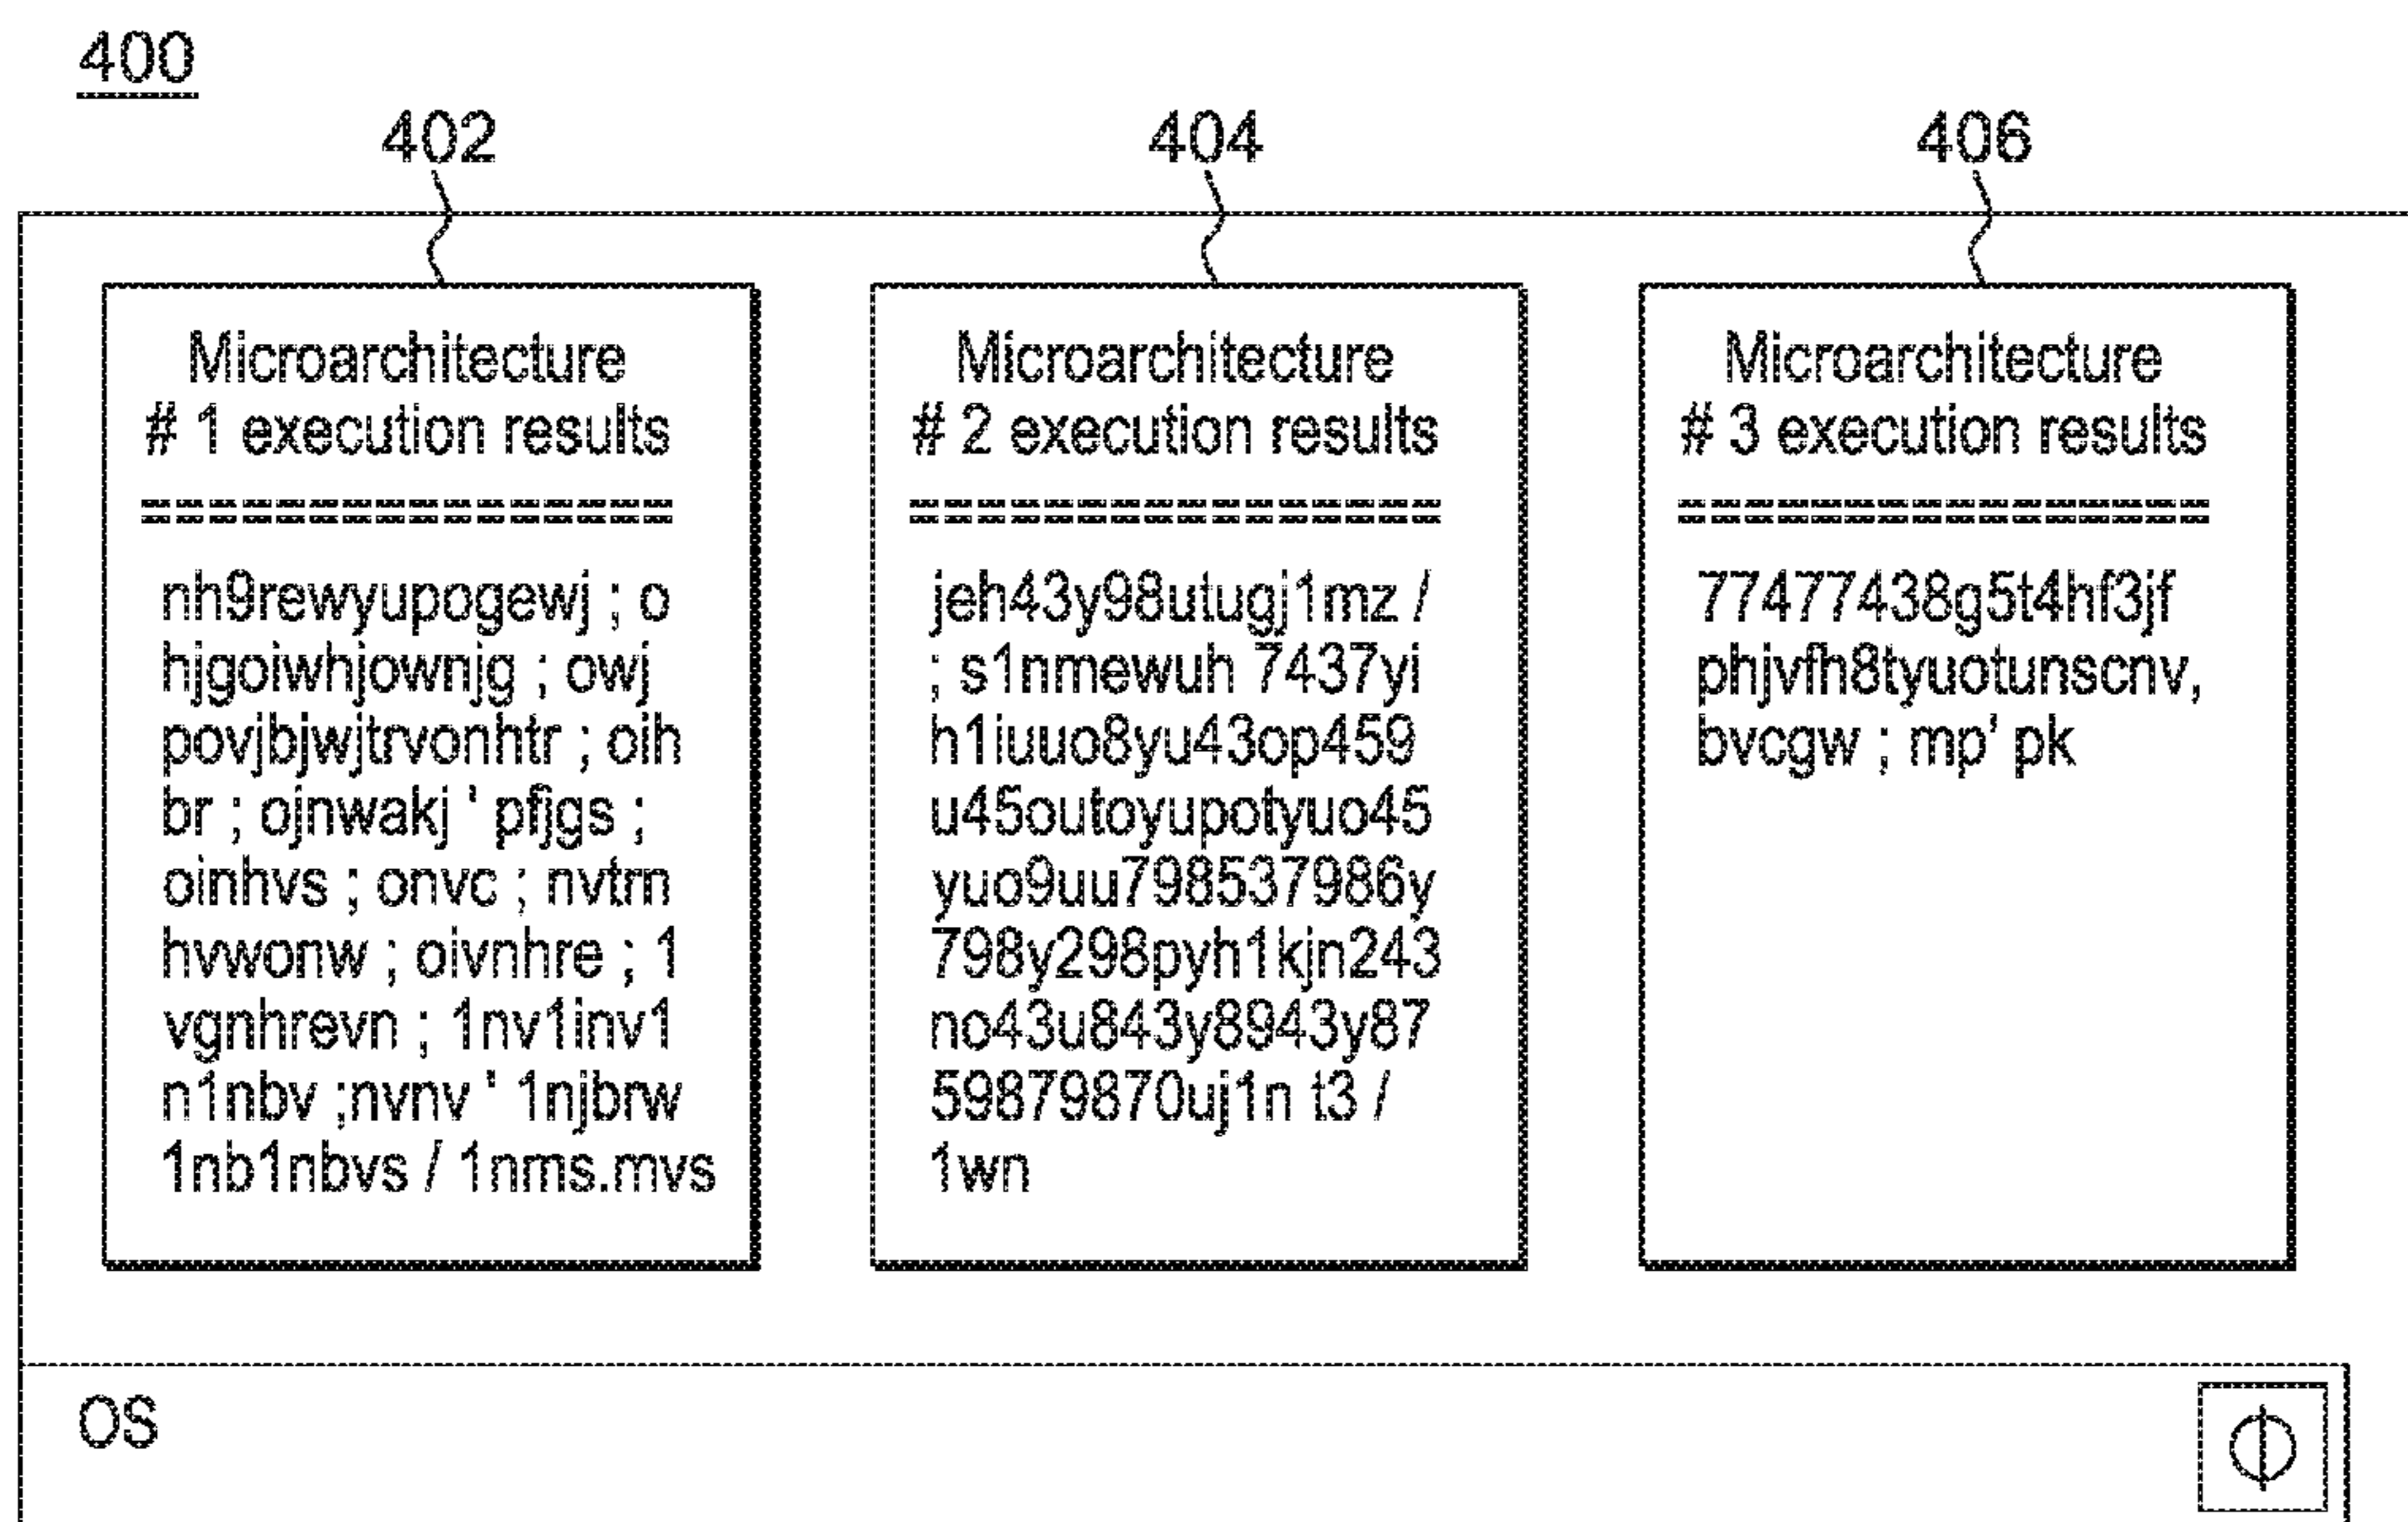 400
402 404 406
Microarchitecture
# 1 execution results
================
nh9rewyupogewj ; o
hjgoiwhjownjg ; owj
povjbjwjtrvonhtr ; oih
br ; ojnwakj ' pfjgs ;
oinhvs ; onvc ; nvtrn
hvwonw ; oivnhre ; 1
vgnhrevn ; 1nv1inv1
n1nbv ;nvnv ' 1njbrw
1nb1nbvs / 1nms.mvs
Microarchitecture
# 2 execution results
================
jeh43y98utugj1mz /
; s1nmewuh 7437yi
h1iuuo8yu43op459
u45outoyupotyuo45
yuo9uu798537986y
798y298pyh1kjn243
no43u843y8943y87
59879870uj1n t3 /
1wn
Microarchitecture
# 3 execution results
================
77477438g5t4hf3jf
phjvfh8tyuotunscnv,
bvcgw ; mp' pk
OS